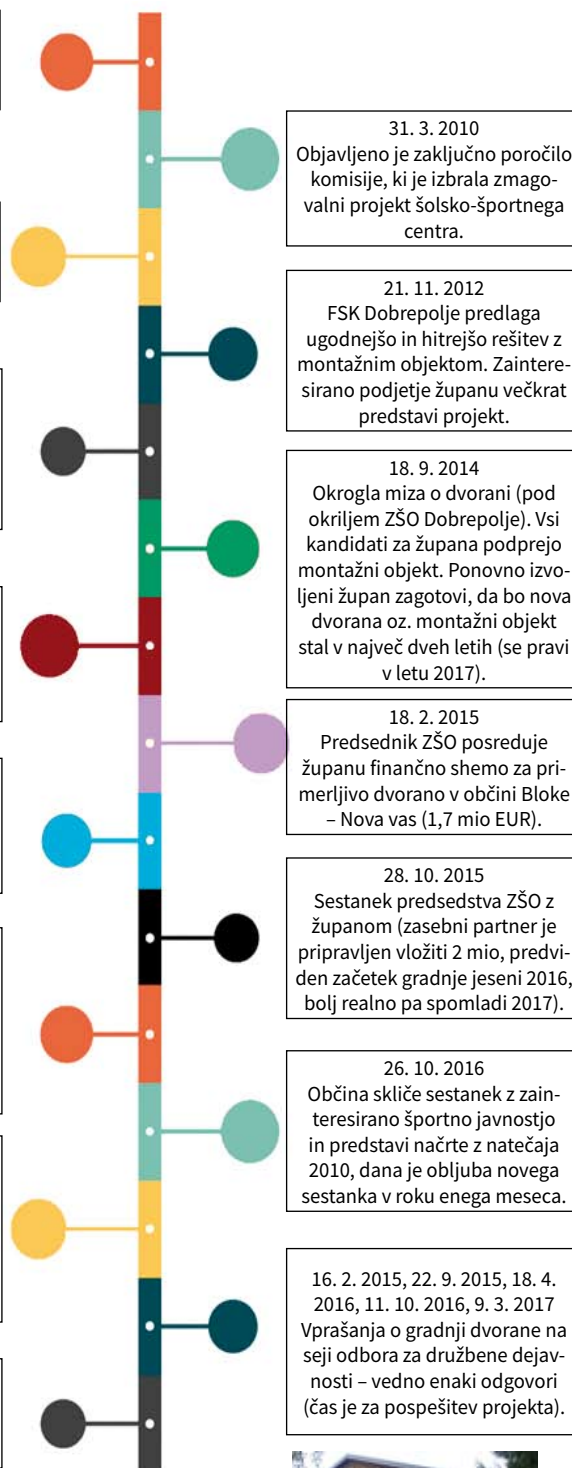 31. 3. 2010
Objavljeno je zaključno poročilo
komisije, ki je izbrala zmago-
valni projekt šolsko-športnega
centra.
21. 11. 2012
FSK Dobrepolje predlaga
ugodnejšo in hitrejšo rešitev z
montažnim objektom. Zaintere-
sirano podjetje županu večkrat
predstavi projekt.
18. 9. 2014
Okrogla miza o dvorani (pod
okriljem ZŠO Dobrepolje). Vsi
kandidati za župana podprejo
montažni objekt. Ponovno izvo-
ljeni župan zagotovi, da bo nova
dvorana oz. montažni objekt
stal v največ dveh letih (se pravi
v letu 2017).
18. 2. 2015
Predsednik ZŠO posreduje
županu finančno shemo za pri-
merljivo dvorano v občini Bloke
– Nova vas (1,7 mio EUR).
28. 10. 2015
Sestanek predsedstva ZŠO z
županom (zasebni partner je
pripravljen vložiti 2 mio, predvi-
den začetek gradnje jeseni 2016,
bolj realno pa spomladi 2017).
26. 10. 2016
Občina skliče sestanek z zain-
teresirano športno javnostjo
in predstavi načrte z natečaja
2010, dana je obljuba novega
sestanka v roku enega meseca.
16. 2. 2015, 22. 9. 2015, 18. 4.
2016, 11. 10. 2016, 9. 3. 2017
Vprašanja o gradnji dvorane na
seji odbora za družbene dejav-
nosti – vedno enaki odgovori
(čas je za pospešitev projekta).